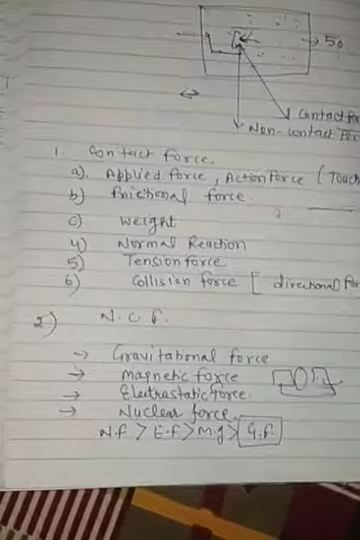 50
Contact For
Non-contact For
1. Contact force.
a). Applied force, Action Force [Touch
b) frictional force
c) weight
4) Normal Reaction
5) Tension force
6) Collision force [directional for
2) N.C.F.
→ Gravitational force
→ magnetic force
→ Electrostatic force
→ Nuclear force.
N.F > E.F > M.g > G.F.